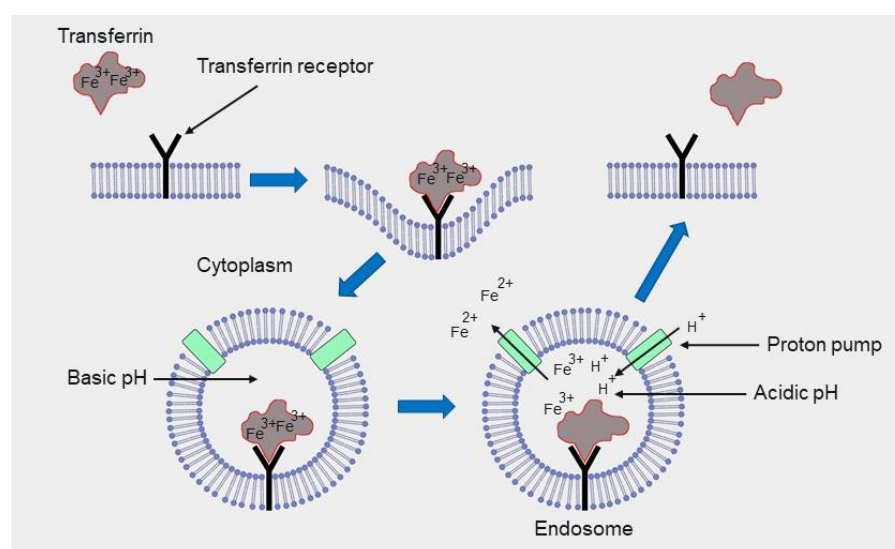 Transferrin
Fe3+Fe3+
Transferrin receptor
Fe3+Fe3+
Cytoplasm
Fe2+
Fe2+
H+
Proton pump
Basic pH
Fe3+
H+
H+
Acidic pH
Fe3+
Fe3+Fe3+
Endosome